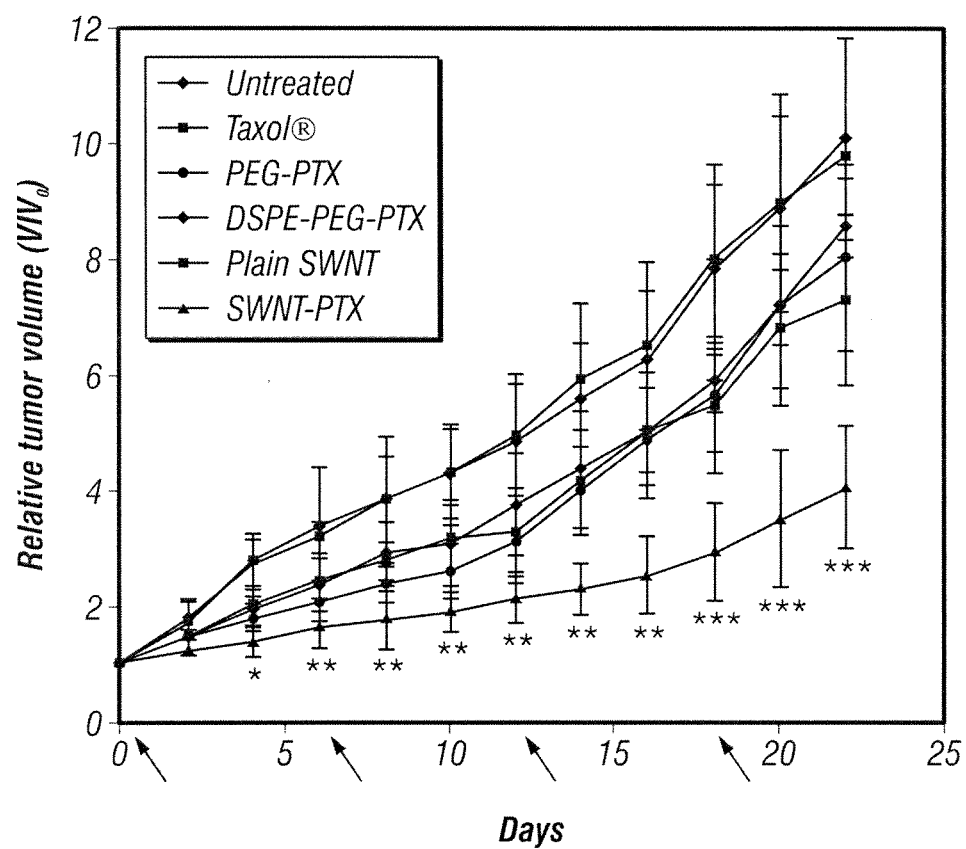 12
10
8
6
4
2
0
Relative tumor volume (V/V₀)
Untreated
Taxol®
PEG-PTX
DSPE-PEG-PTX
Plain SWNT
SWNT-PTX
*
**
**
**
**
**
**
***
***
***
0 5 10 15 20 25
Days